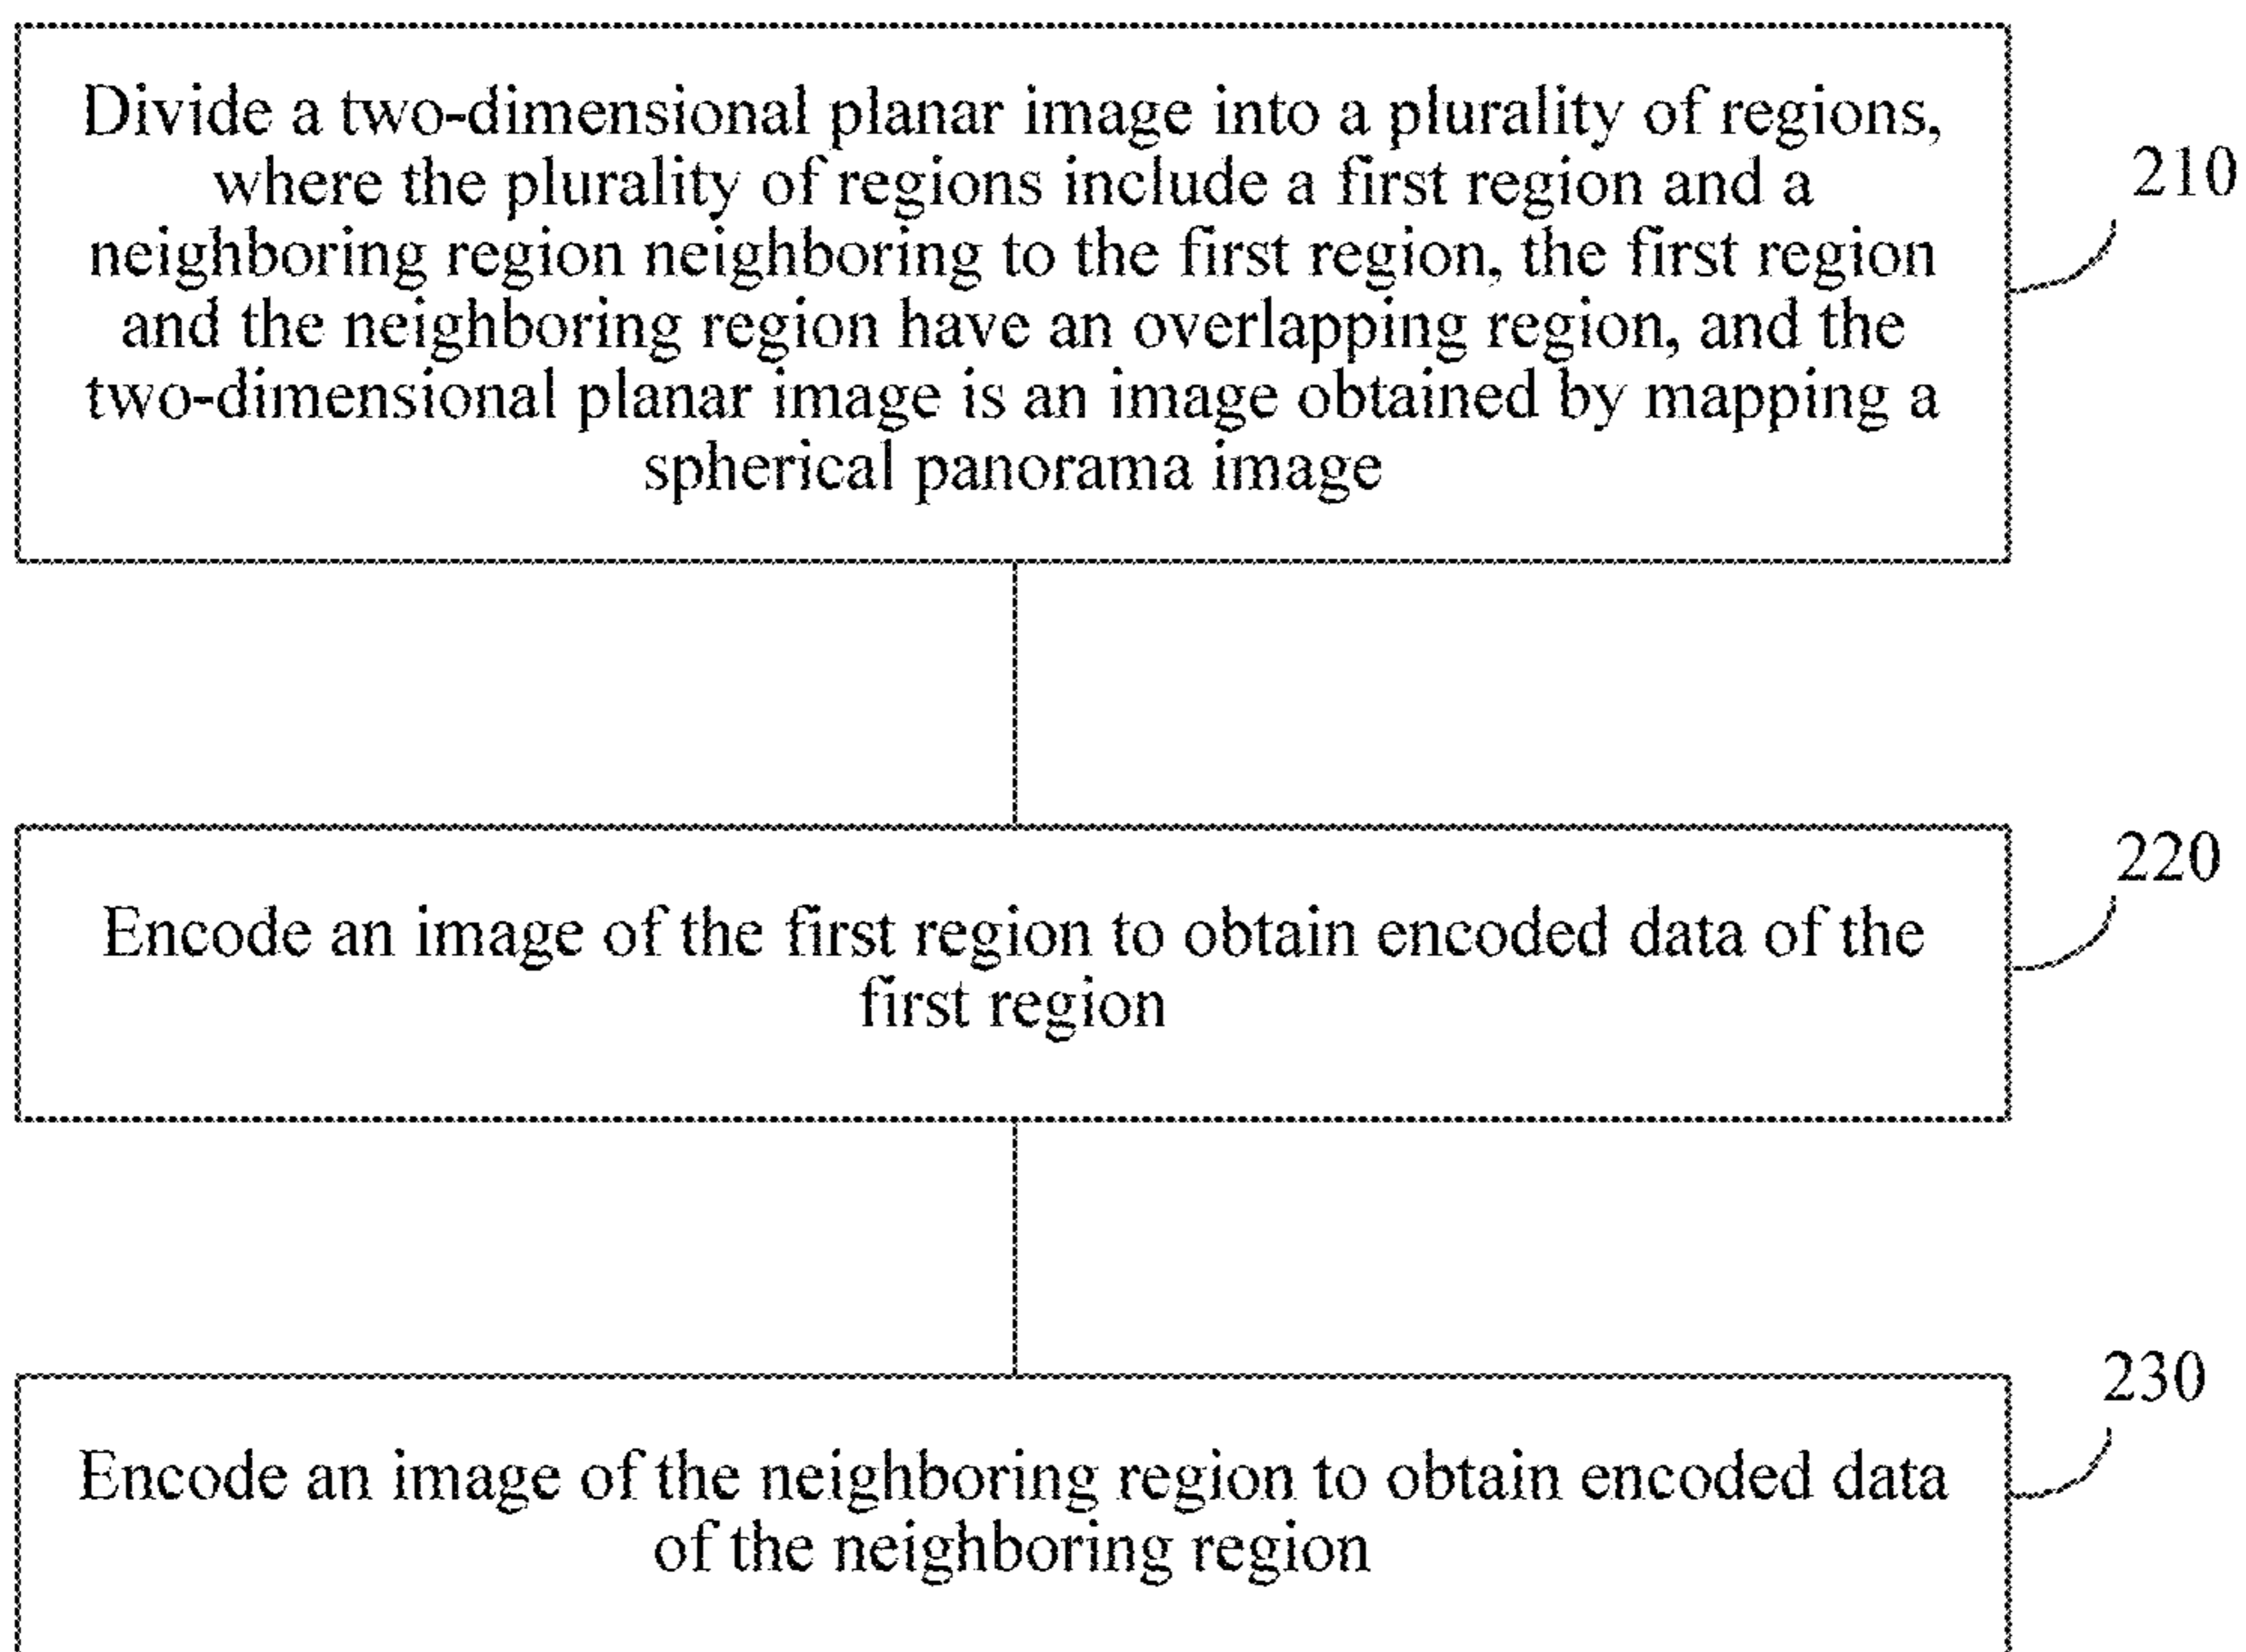 Divide a two-dimensional planar image into a plurality of regions,
where the plurality of regions include a first region and a
neighboring region neighboring to the first region, the first region
and the neighboring region have an overlapping region, and the
two-dimensional planar image is an image obtained by mapping a
spherical panorama image
210
Encode an image of the first region to obtain encoded data of the
first region
220
Encode an image of the neighboring region to obtain encoded data
of the neighboring region
230